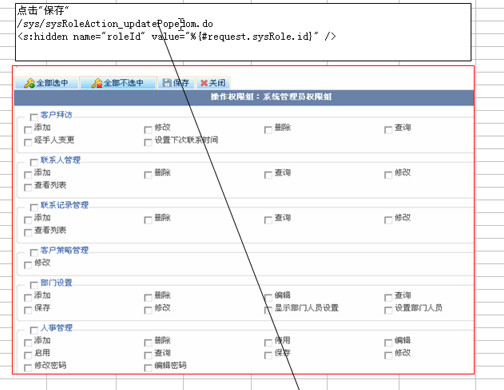 点击"保存"
/sys/sysRoleAction_updatePopedom.do
<s:hidden name="roleId" value="%{#request.sysRole.id}" />
全部选中 全部不选中 保存 关闭
操作权限组：系统管理员权限组
客户拜访
添加 修改 删除 查询
经手人变更 设置下次联系时间
联系人管理
添加 删除 查询 修改
查看列表
联系记录管理
添加 删除 查询 修改
查看列表
客户策略管理
修改
部门设置
添加 删除 编辑 查询
保存 修改 显示部门人员设置 设置部门人员
人事管理
添加 删除 停用 编辑
启用 查询 保存 修改
修改密码 编辑密码